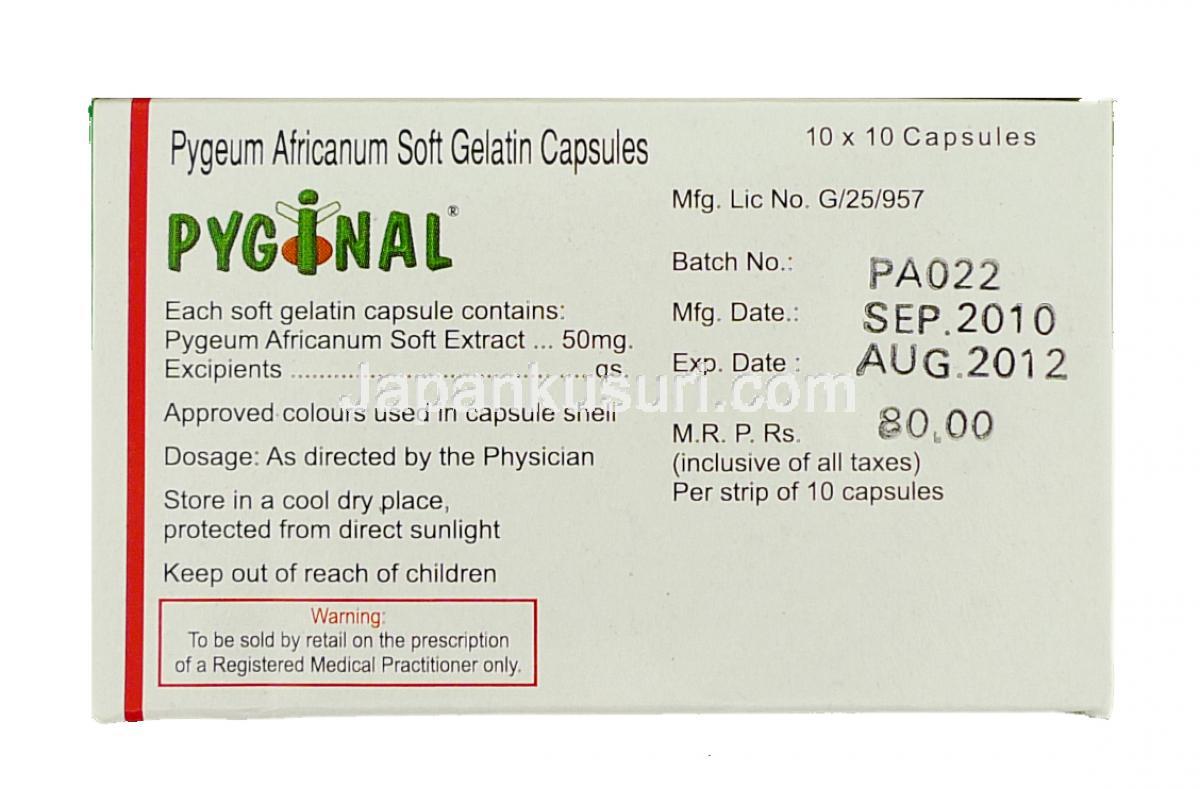 Pygeum Africanum Soft Gelatin Capsules
PYGINAL®
Each soft gelatin capsule contains:
Pygeum Africanum Soft Extract ... 50mg.
Excipients ..........................................qs.
Approved colours used in capsule shell
Dosage: As directed by the Physician
Store in a cool dry place,
protected from direct sunlight
Keep out of reach of children
Warning:
To be sold by retail on the prescription
of a Registered Medical Practitioner only.
10 x 10 Capsules
Mfg. Lic No. G/25/957
Batch No.: PA022
Mfg. Date.: SEP.2010
Exp. Date : AUG.2012
M.R. P. Rs. 80.00
(inclusive of all taxes)
Per strip of 10 capsules
Japankusuri.com